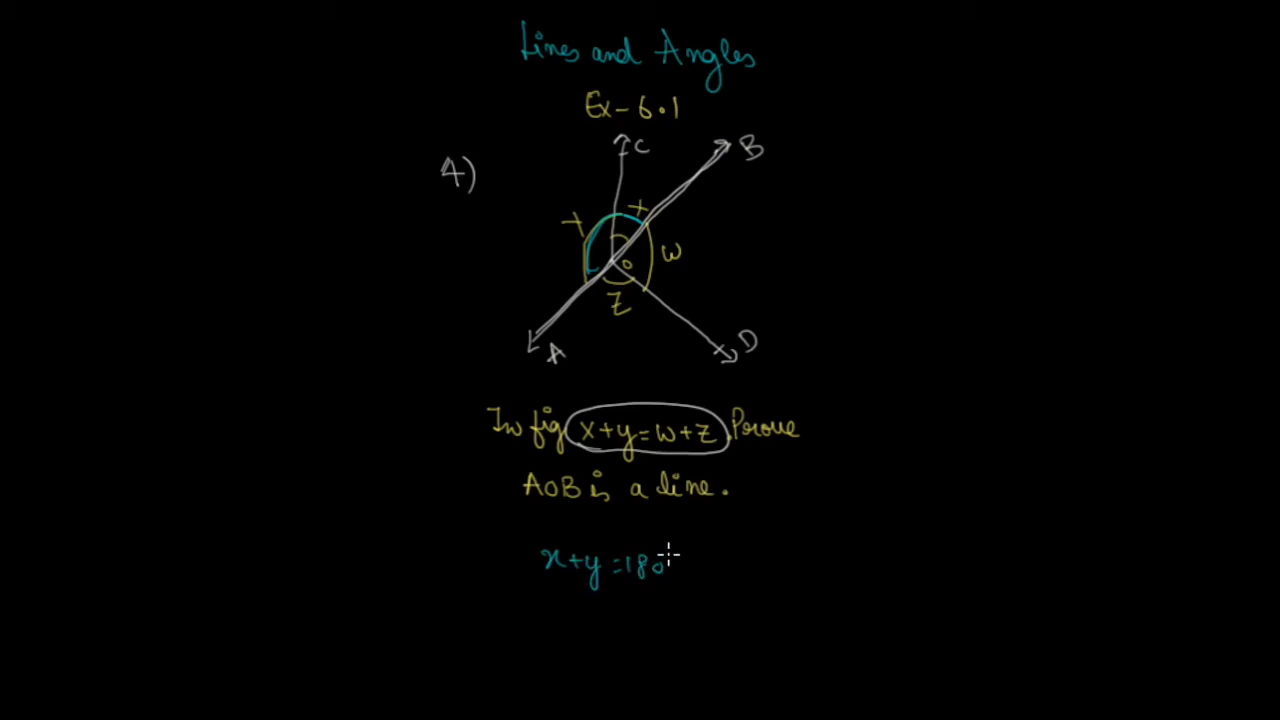 Lines and Angles
Ex-6.1
4)
C
B
y
x
w
O
Z
A
D
In fig x+y=w+z. Prove
AOB is a line.
x+y=180